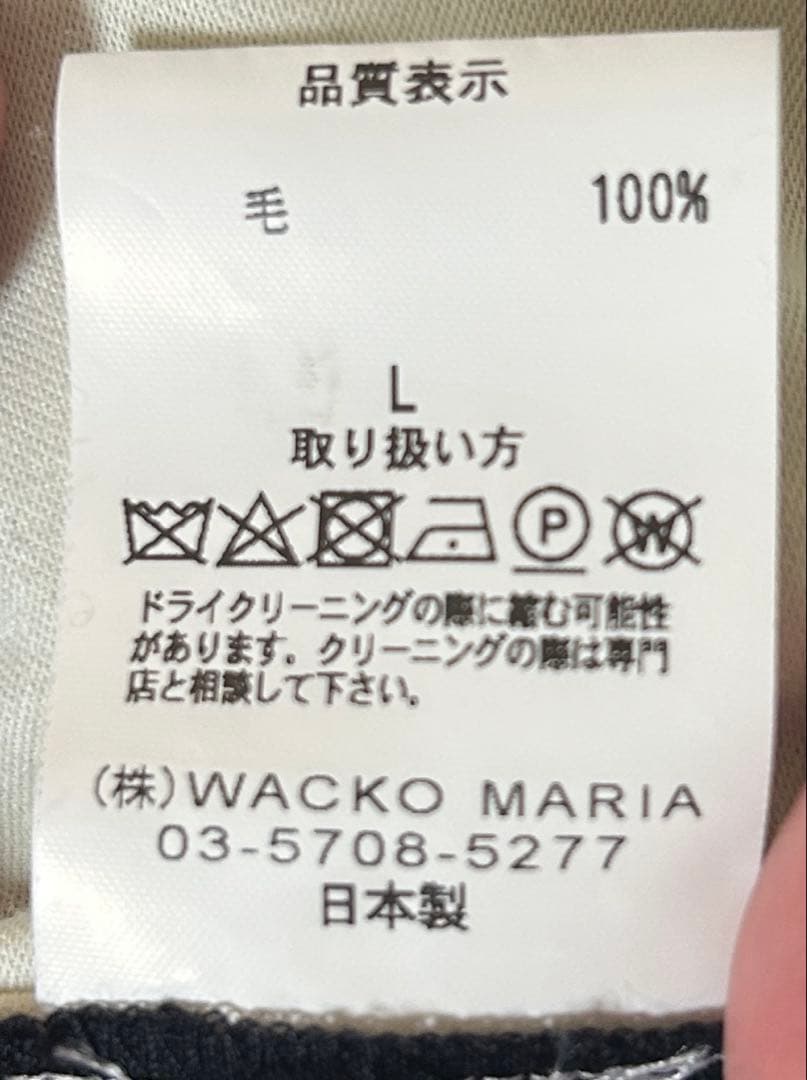 品質表示
毛 100%
L
取り扱い方
P W
ドライクリーニングの際に縮む可能性
があります。クリーニングの際は専門
店と相談して下さい。
(株)WACKO MARIA
03-5708-5277
日本製